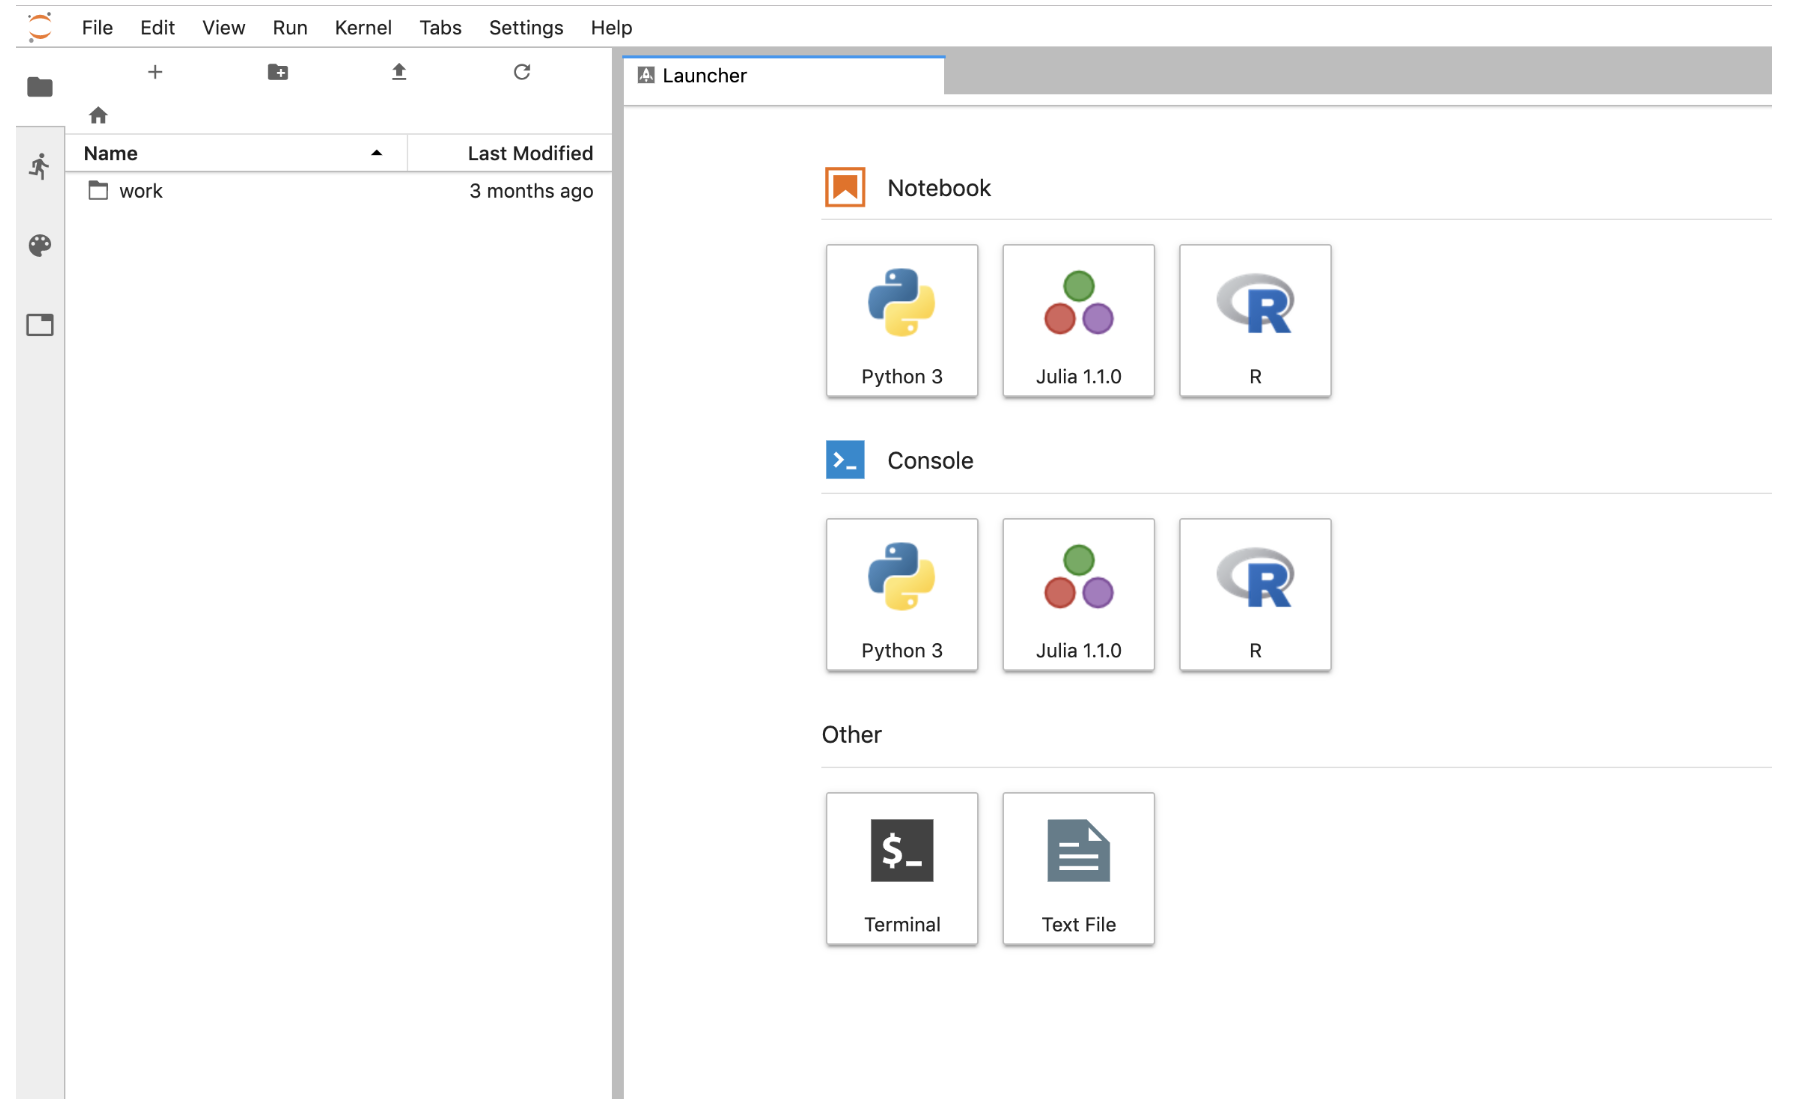 File Edit View Run Kernel Tabs Settings Help
Launcher
Name Last Modified
work 3 months ago
Notebook
Python 3 Julia 1.1.0 R
Console
Python 3 Julia 1.1.0 R
Other
$_
Terminal Text File